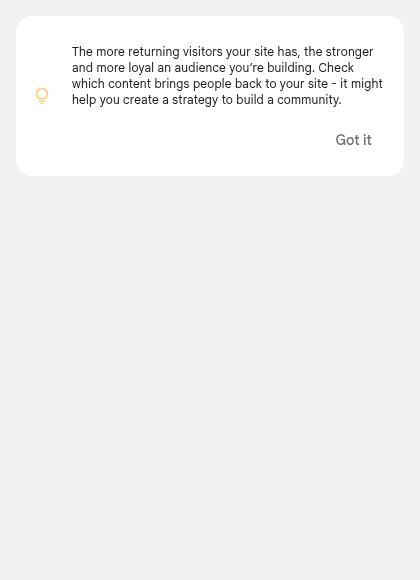 The more returning visitors your site has, the stronger
and more loyal an audience you’re building. Check
which content brings people back to your site - it might
help you create a strategy to build a community.
Got it